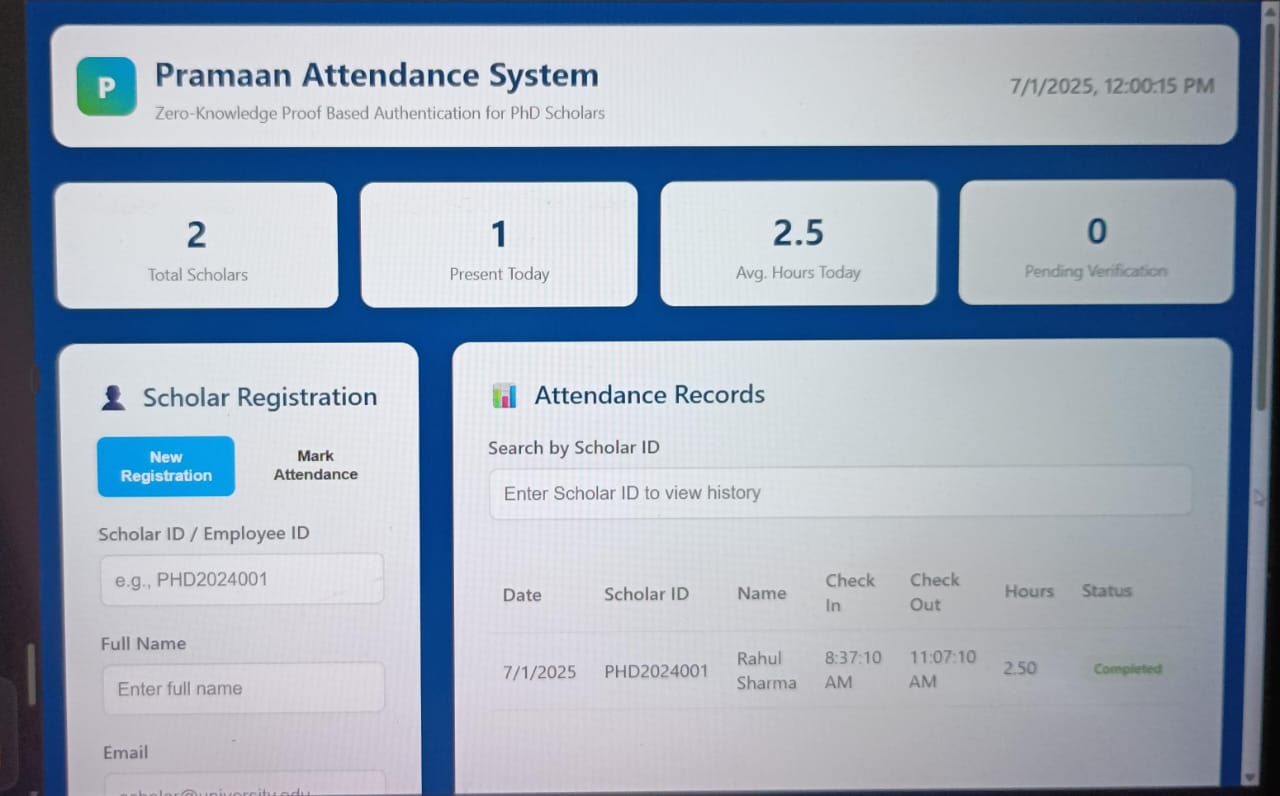 P
Pramaan Attendance System
Zero-Knowledge Proof Based Authentication for PhD Scholars
7/1/2025, 12:00:15 PM
2
Total Scholars
1
Present Today
2.5
Avg. Hours Today
0
Pending Verification
Scholar Registration
New
Registration
Mark
Attendance
Scholar ID / Employee ID
e.g., PHD2024001
Full Name
Enter full name
Email
scholar@university.edu
Attendance Records
Search by Scholar ID
Enter Scholar ID to view history
Date Scholar ID Name Check In Check Out Hours Status
7/1/2025 PHD2024001 Rahul Sharma 8:37:10 AM 11:07:10 AM 2.50 Completed